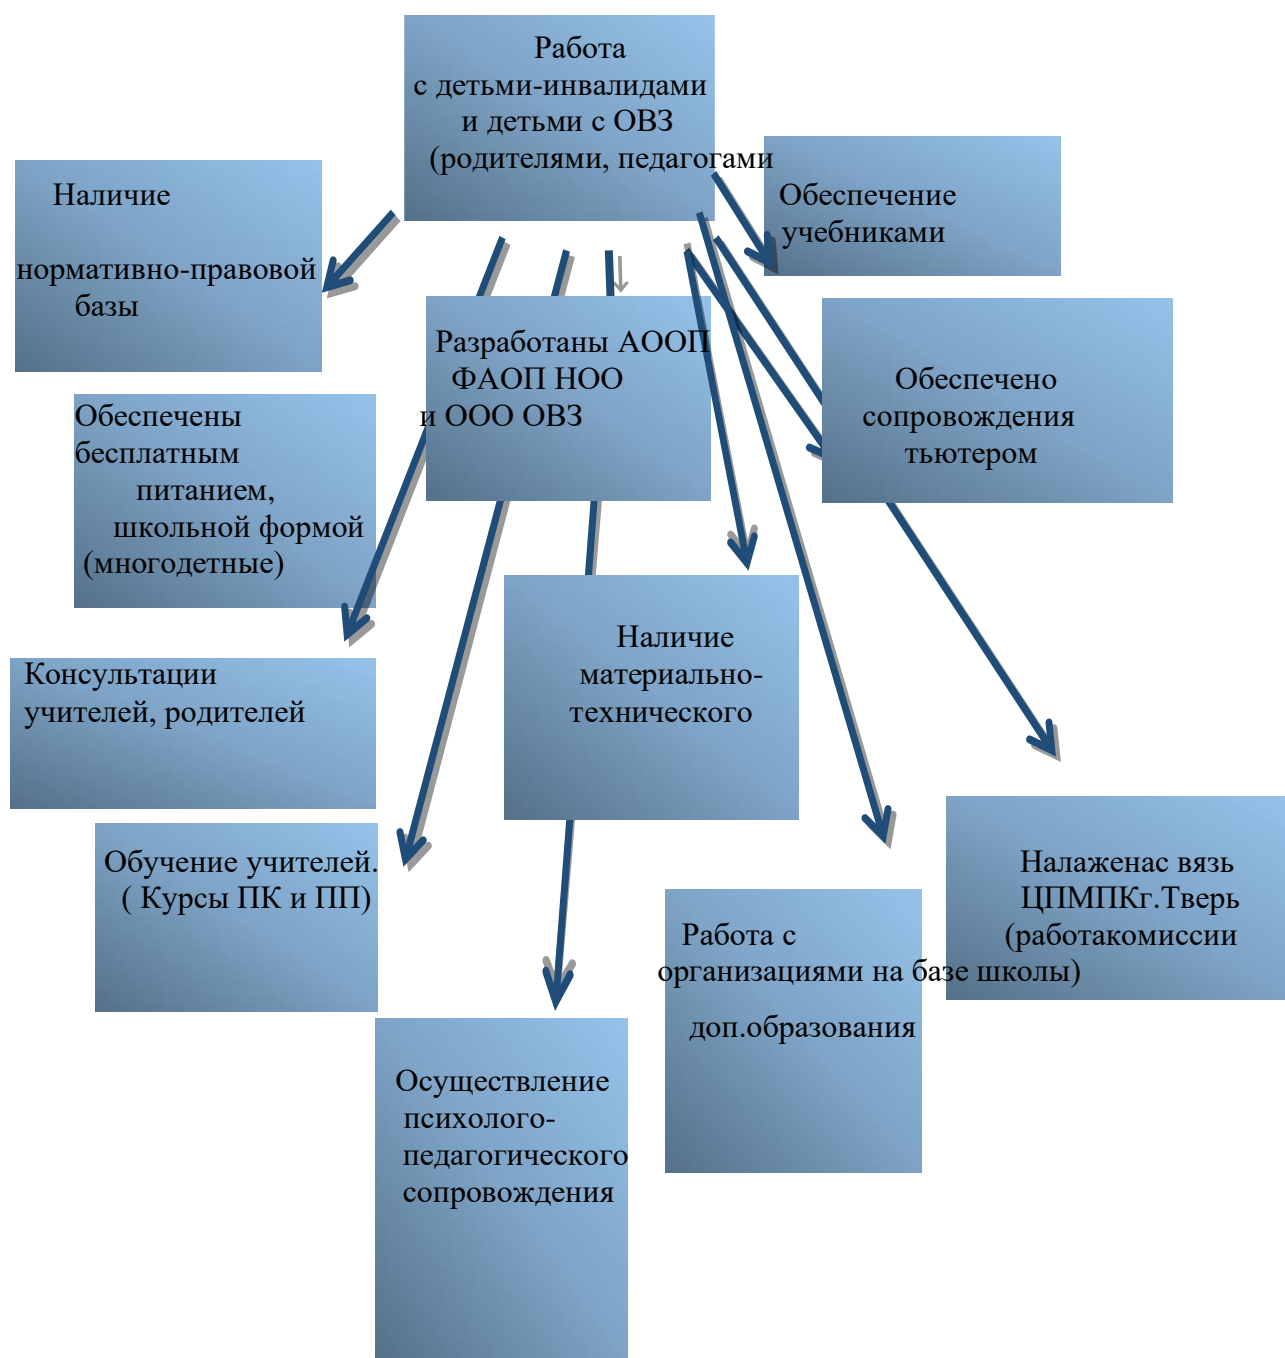 Работа
с детьми-инвалидами
и детьми с ОВЗ
(родителями, педагогами
Наличие
нормативно-правовой
базы
Обеспечение
учебниками
Разработаны АООП
ФАОП НОО
и ООО ОВЗ
Обеспечено
сопровождения
тьютером
Обеспечены
бесплатным
питанием,
школьной формой
(многодетные)
Наличие
материально-
технического
Консультации
учителей, родителей
Обучение учителей.
( Курсы ПК и ПП)
Налаженас вязь
ЦПМПКг.Тверь
(работакомиссии
Работа с
организациями на базе школы)
доп.образования
Осуществление
психолого-
педагогического
сопровождения